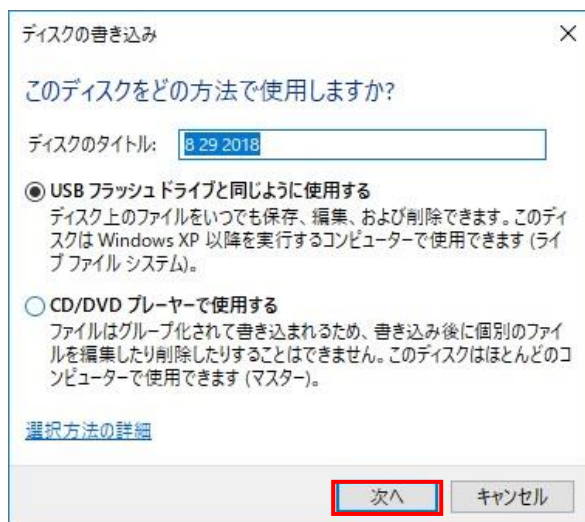 ディスクの書き込み
このディスクをどの方法で使用しますか?
ディスクのタイトル: 8 29 2018
USB フラッシュ ドライブと同じように使用する
ディスク上のファイルをいつでも保存、編集、および削除できます。このディ
スクは Windows XP 以降を実行するコンピューターで使用できます (ライ
ブ ファイル システム)。
CD/DVD プレーヤーで使用する
ファイルはグループ化されて書き込まれるため、書き込み後に個別のファイ
ルを編集したり削除したりすることはできません。このディスクはほとんどのコ
ンピューターで使用できます (マスター)。
選択方法の詳細
次へ キャンセル